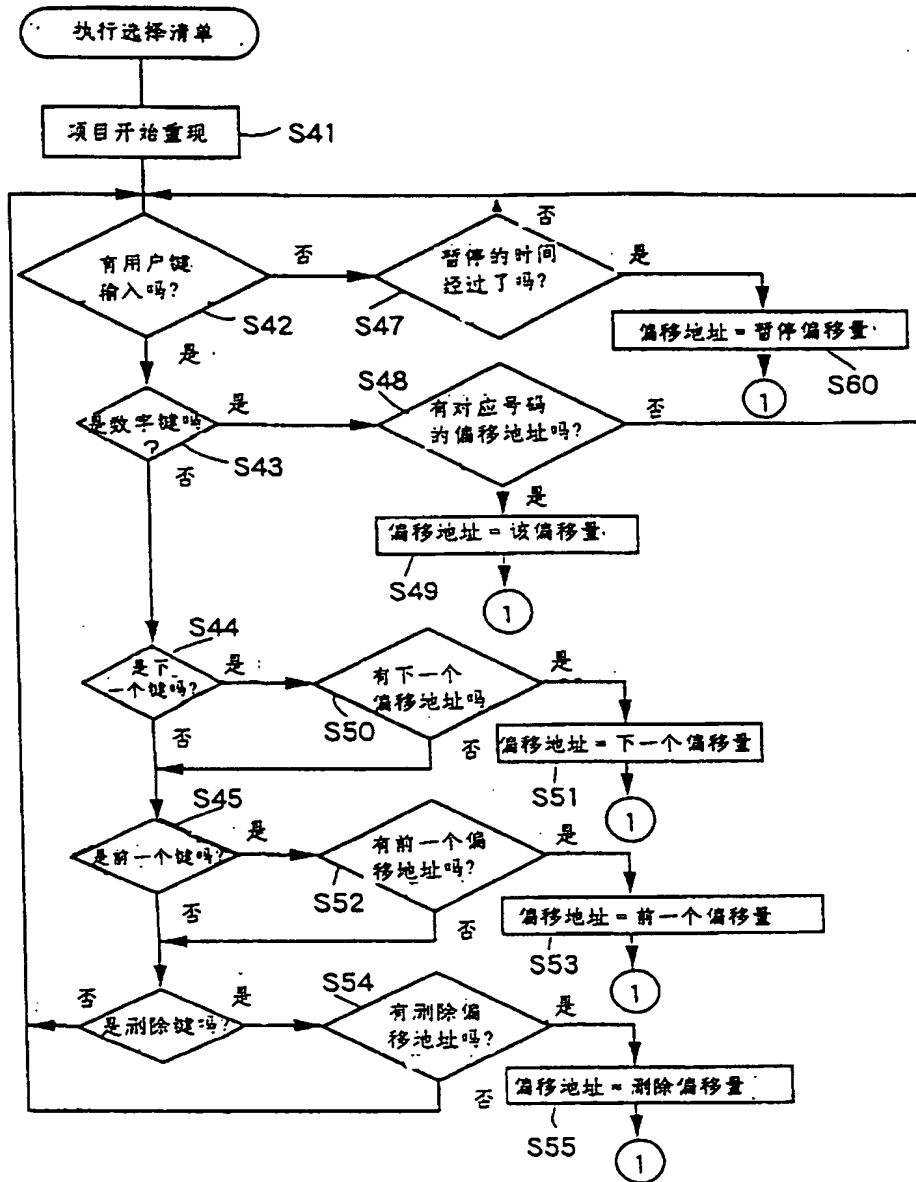 执行选择清单
项目开始重现
S41
有用户键
输入吗?
S42
否
是
暂停的时间
经过了吗?
S47
否
是
偏移地址=暂停偏移量
S60
1
是数字键吗
?
S43
是
否
S48
有对应号码
的偏移地址吗?
否
是
偏移地址=该偏移量
S49
1
S44
是下
一个键吗?
是
否
有下一个
偏移地址吗
S50
是
否
偏移地址=下一个偏移量
S51
1
S45
是前一个键吗?
是
否
有前一个偏
移地址吗?
S52
是
否
偏移地址=前一个偏移量
S53
1
否
是删除键吗?
是
S54
有删除偏
移地址吗?
是
否
偏移地址=删除偏移量
S55
1